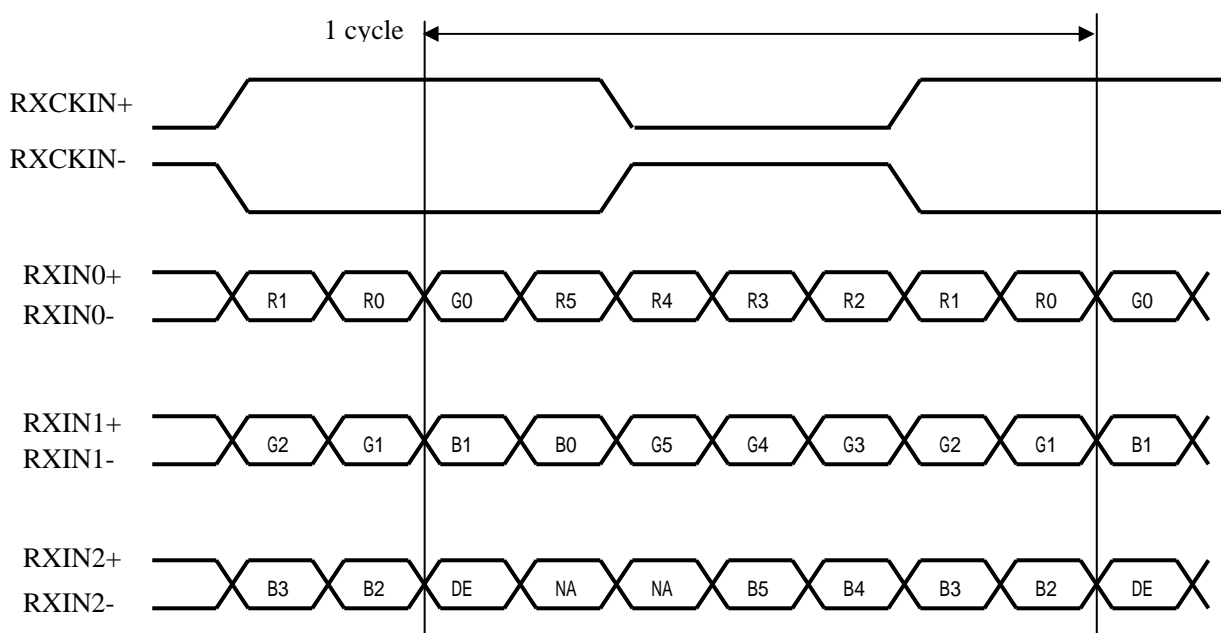 1 cycle
RXCKIN+
RXCKIN-
RXIN0+
R1 R0 G0 R5 R4 R3 R2 R1 R0 G0
RXIN0-
RXIN1+
G2 G1 B1 B0 G5 G4 G3 G2 G1 B1
RXIN1-
RXIN2+
B3 B2 DE NA NA B5 B4 B3 B2 DE
RXIN2-